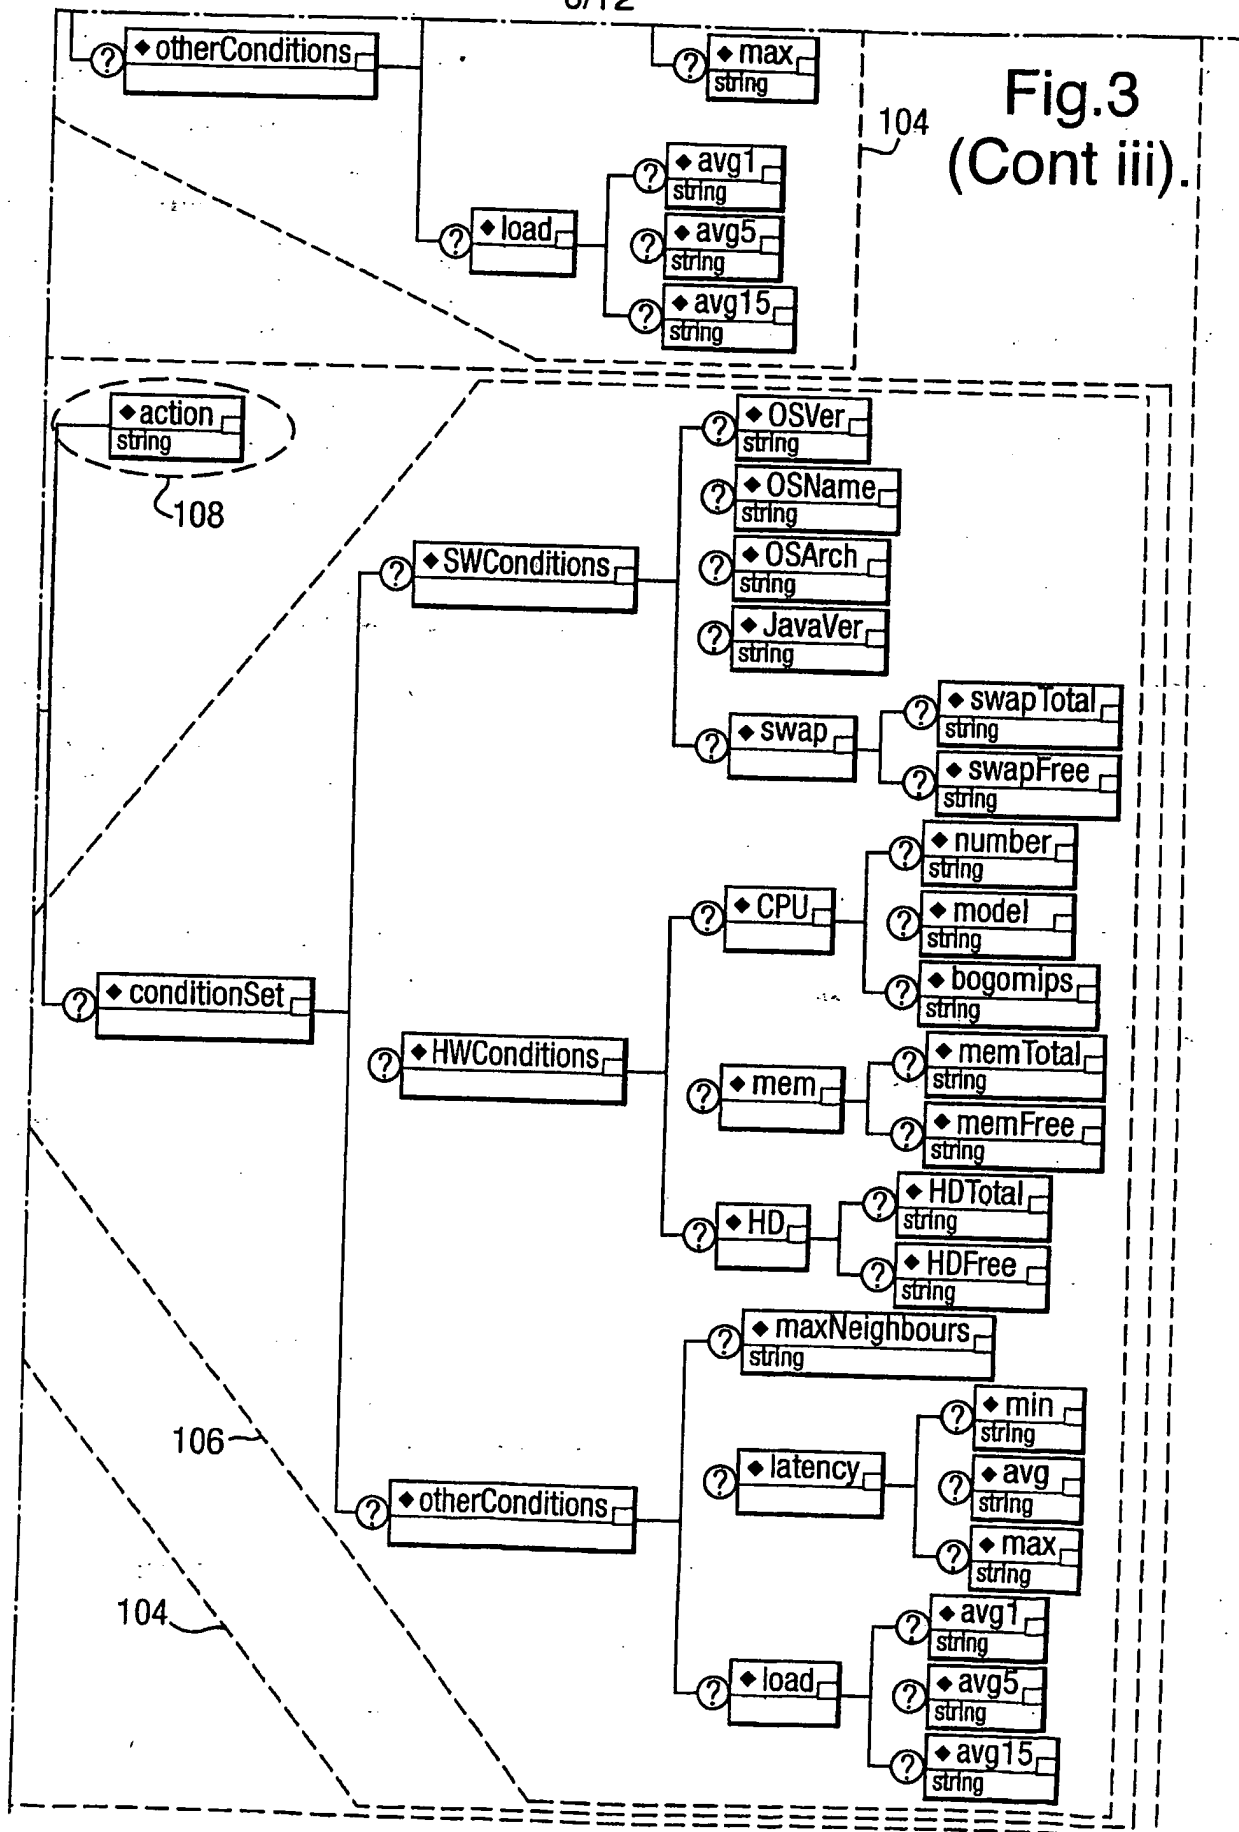 ◆ otherConditions
? 
◆ max
string
?
Fig.3
(Cont iii).
104
◆ avg1
string
?
◆ load
?
◆ avg5
string
?
◆ avg15
string
?
◆ action
string
108
◆ OSVer
string
?
◆ OSName
string
?
◆ SWConditions
?
◆ OSArch
string
?
◆ JavaVer
string
?
◆ swap
?
◆ swapTotal
string
?
◆ swapFree
string
?
◆ number
string
?
◆ CPU
?
◆ model
string
?
◆ bogomips
string
?
◆ conditionSet
?
◆ HWConditions
?
◆ memTotal
string
?
◆ mem
?
◆ memFree
string
?
◆ HDTotal
string
?
◆ HD
?
◆ HDFree
string
?
◆ maxNeighbours
string
?
106
◆ min
string
?
◆ latency
?
◆ avg
string
?
◆ otherConditions
?
◆ max
string
?
104
◆ avg1
string
?
◆ load
?
◆ avg5
string
?
◆ avg15
string
?